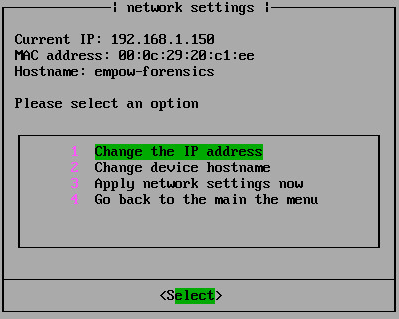 network settings
Current IP: 192.168.1.150
MAC address: 00:0c:29:20:c1:ee
Hostname: empow-forensics
Please select an option
1 Change the IP address
2 Change device hostname
3 Apply network settings now
4 Go back to the main the menu
<Select>